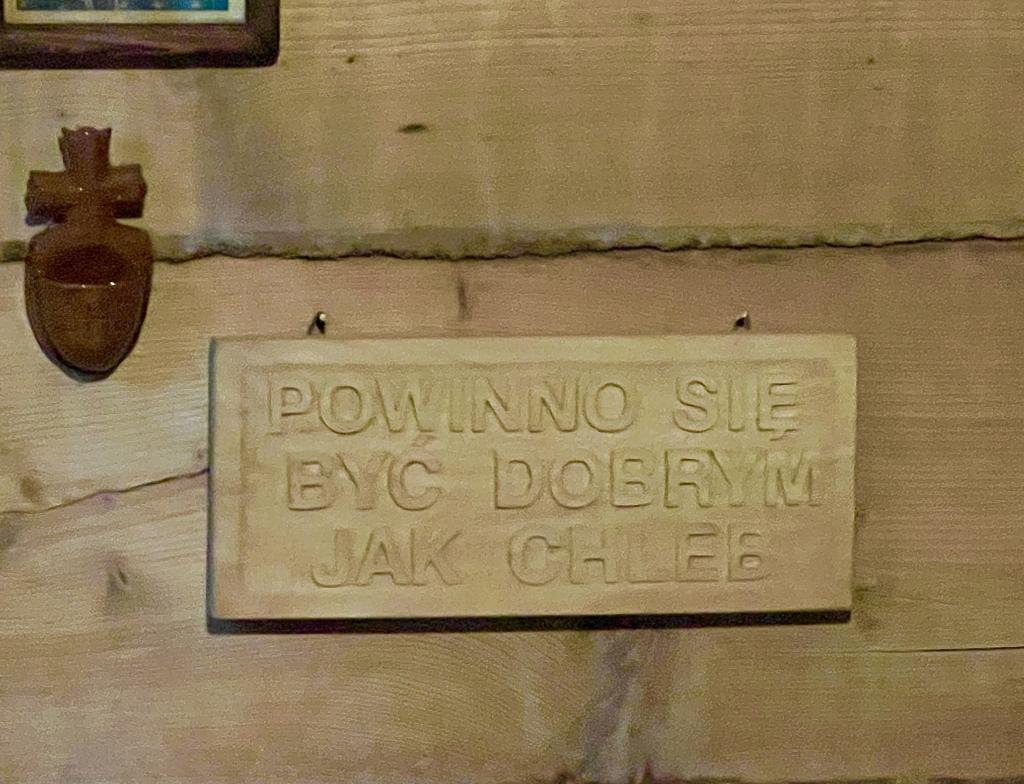 POWINNO SIĘ
BYĆ DOBRYM
JAK CHLEB